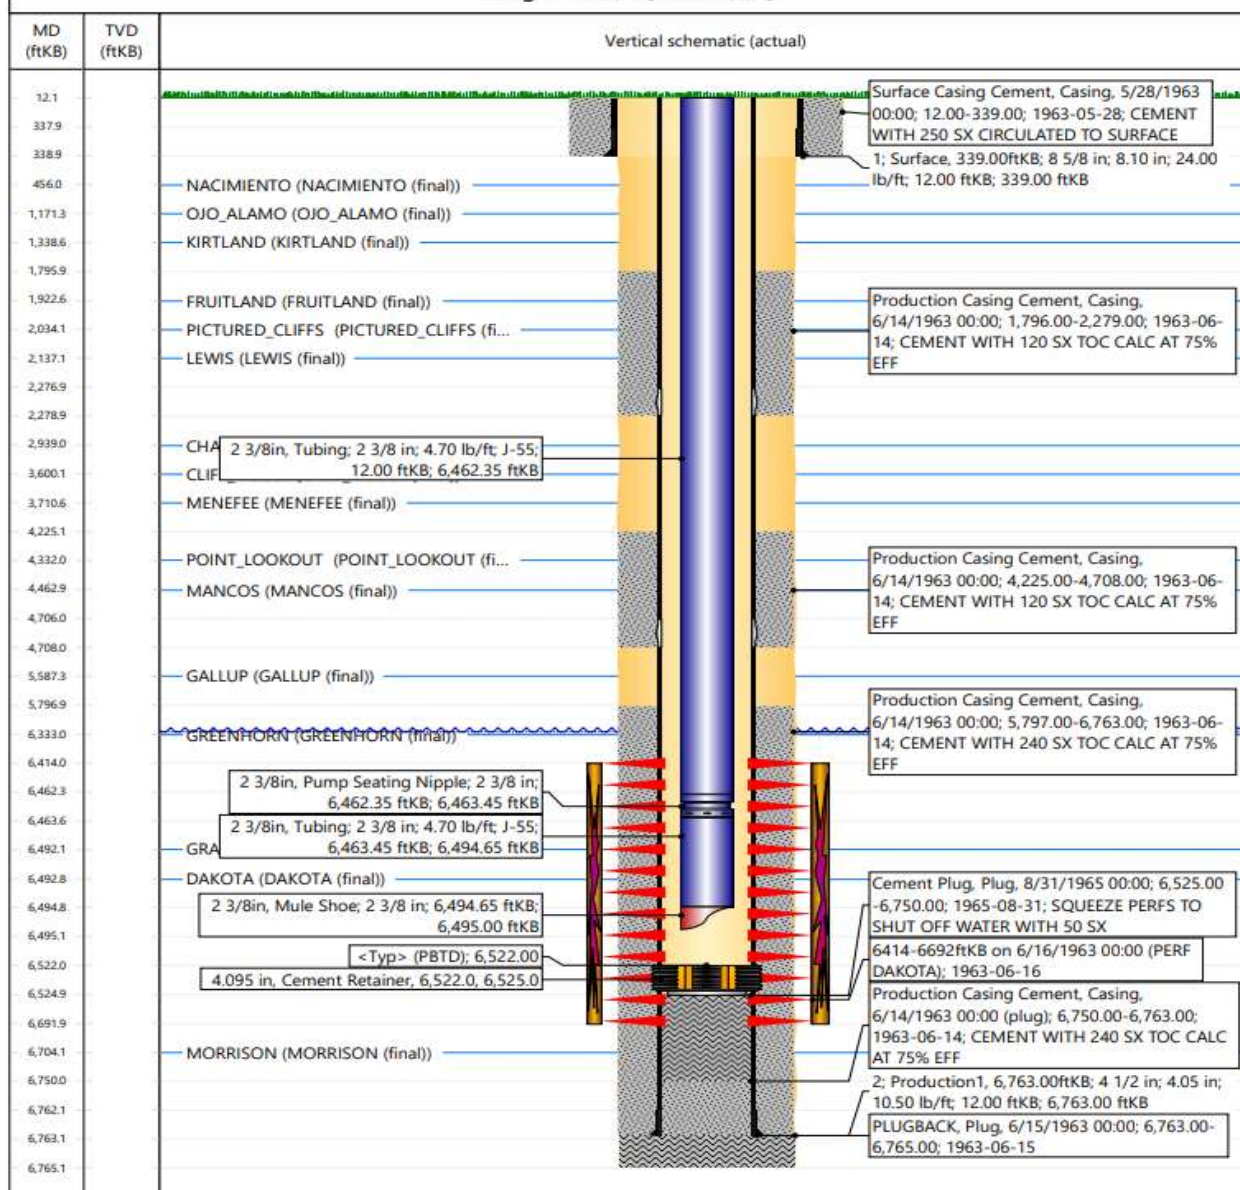 MD
(ftKB)
TVD
(ftKB)
Vertical schematic (actual)
12.1
337.9
338.9
456.0
1,171.3
1,338.6
1,795.9
1,922.6
2,034.1
2,137.1
2,276.9
2,278.9
2,939.0
3,600.1
3,710.6
4,225.1
4,332.0
4,462.9
4,706.0
4,708.0
5,587.3
5,796.9
6,333.0
6,414.0
6,462.3
6,463.6
6,492.1
6,492.8
6,494.8
6,495.1
6,522.0
6,524.9
6,691.9
6,704.1
6,750.0
6,762.1
6,763.1
6,765.1
NACIMIENTO (NACIMIENTO (final))
OJO_ALAMO (OJO_ALAMO (final))
KIRTLAND (KIRTLAND (final))
FRUITLAND (FRUITLAND (final))
PICTURED_CLIFFS (PICTURED_CLIFFS (fi...
LEWIS (LEWIS (final))
CHA
2 3/8in, Tubing; 2 3/8 in; 4.70 lb/ft; J-55;
12.00 ftKB; 6,462.35 ftKB
MENEFEE (MENEFEE (final))
POINT_LOOKOUT (POINT_LOOKOUT (fi...
MANCOS (MANCOS (final))
GALLUP (GALLUP (final))
GREENHORN (GREENHORN (final))
2 3/8in, Pump Seating Nipple; 2 3/8 in;
6,462.35 ftKB; 6,463.45 ftKB
2 3/8in, Tubing; 2 3/8 in; 4.70 lb/ft; J-55;
6,463.45 ftKB; 6,494.65 ftKB
GRA
DAKOTA (DAKOTA (final))
2 3/8in, Mule Shoe; 2 3/8 in; 6,494.65 ftKB;
6,495.00 ftKB
<Typ> (PBTD); 6,522.00
4.095 in, Cement Retainer, 6,522.0, 6,525.0
MORRISON (MORRISON (final))
Surface Casing Cement, Casing, 5/28/1963
00:00; 12.00-339.00; 1963-05-28; CEMENT
WITH 250 SX CIRCULATED TO SURFACE
1; Surface, 339.00ftKB; 8 5/8 in; 8.10 in; 24.00
lb/ft; 12.00 ftKB; 339.00 ftKB
Production Casing Cement, Casing,
6/14/1963 00:00; 1,796.00-2,279.00; 1963-06-
14; CEMENT WITH 120 SX TOC CALC AT 75%
EFF
Production Casing Cement, Casing,
6/14/1963 00:00; 4,225.00-4,708.00; 1963-06-
14; CEMENT WITH 120 SX TOC CALC AT 75%
EFF
Production Casing Cement, Casing,
6/14/1963 00:00; 5,797.00-6,763.00; 1963-06-
14; CEMENT WITH 240 SX TOC CALC AT 75%
EFF
Cement Plug, Plug, 8/31/1965 00:00; 6,525.00
-6,750.00; 1965-08-31; SQUEEZE PERFS TO
SHUT OFF WATER WITH 50 SX
6414-6692ftKB on 6/16/1963 00:00 (PERF
DAKOTA); 1963-06-16
Production Casing Cement, Casing,
6/14/1963 00:00 (plug); 6,750.00-6,763.00;
1963-06-14; CEMENT WITH 240 SX TOC CALC
AT 75% EFF
2; Production1, 6,763.00ftKB; 4 1/2 in; 4.05 in;
10.50 lb/ft; 12.00 ftKB; 6,763.00 ftKB
PLUGBACK, Plug, 6/15/1963 00:00; 6,763.00-
6,765.00; 1963-06-15